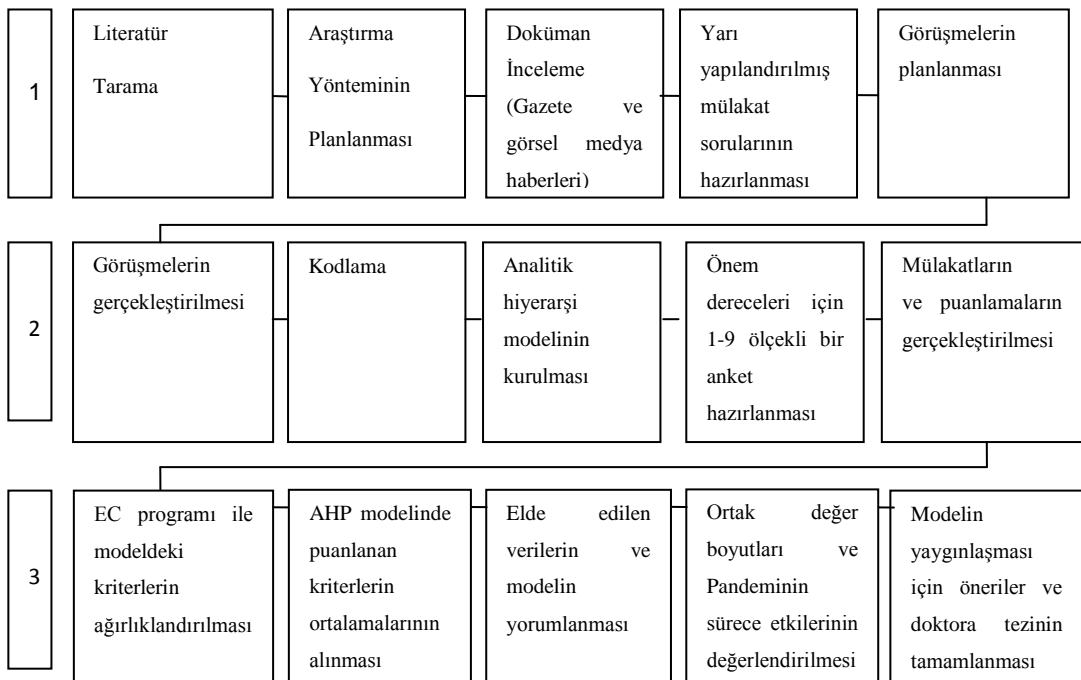 1
Literatür
Tarama
Araştırma
Yönteminin
Planlanması
Doküman
İnceleme
(Gazete ve
görsel medya
haberleri)
Yarı
yapılandırılmış
mülakat
sorularının
hazırlanması
Görüşmelerin
planlanması
2
Görüşmelerin
gerçekleştirilmesi
Kodlama
Analitik
hiyerarşi
modelinin
kurulması
Önem
dereceleri için
1-9 ölçekli bir
anket
hazırlanması
Mülakatların
ve puanlamaların
gerçekleştirilmesi
3
EC programı ile
modeldeki
kriterlerin
ağırlıklandırılması
AHP modelinde
puanlanan
kriterlerin
ortalamalarının
alınması
Elde edilen
verilerin ve
modelin
yorumlanması
Ortak değer
boyutları ve
Pandeminin
sürece etkilerinin
değerlendirilmesi
Modelin
yaygınlaşması
için öneriler ve
doktora tezinin
tamamlanması